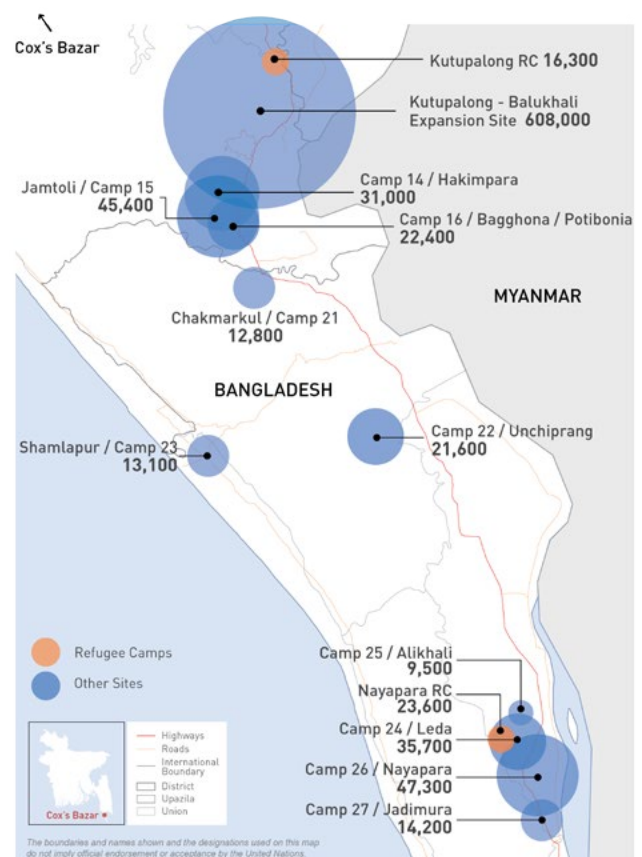 Cox's Bazar
Kutupalong RC 16,300
Kutupalong - Balukhali
Expansion Site 608,000
Camp 14 / Hakimpara
31,000
Jamtoli / Camp 15
45,400
Camp 16 / Bagghona / Potibonia
22,400
MYANMAR
Chakmarkul / Camp 21
12,800
BANGLADESH
Camp 22 / Unchiprang
21,600
Shamlapur / Camp 23
13,100
Refugee Camps
Other Sites
Camp 25 / Alikhali
9,500
Nayapara RC
23,600
Camp 24 / Leda
35,700
Camp 26 / Nayapara
47,300
Camp 27 / Jadimura
14,200
Highways
Roads
International
Boundary
District
Upazila
Union
Cox's Bazar
The boundaries and names shown and the designations used on this map
do not imply official endorsement or acceptance by the United Nations.